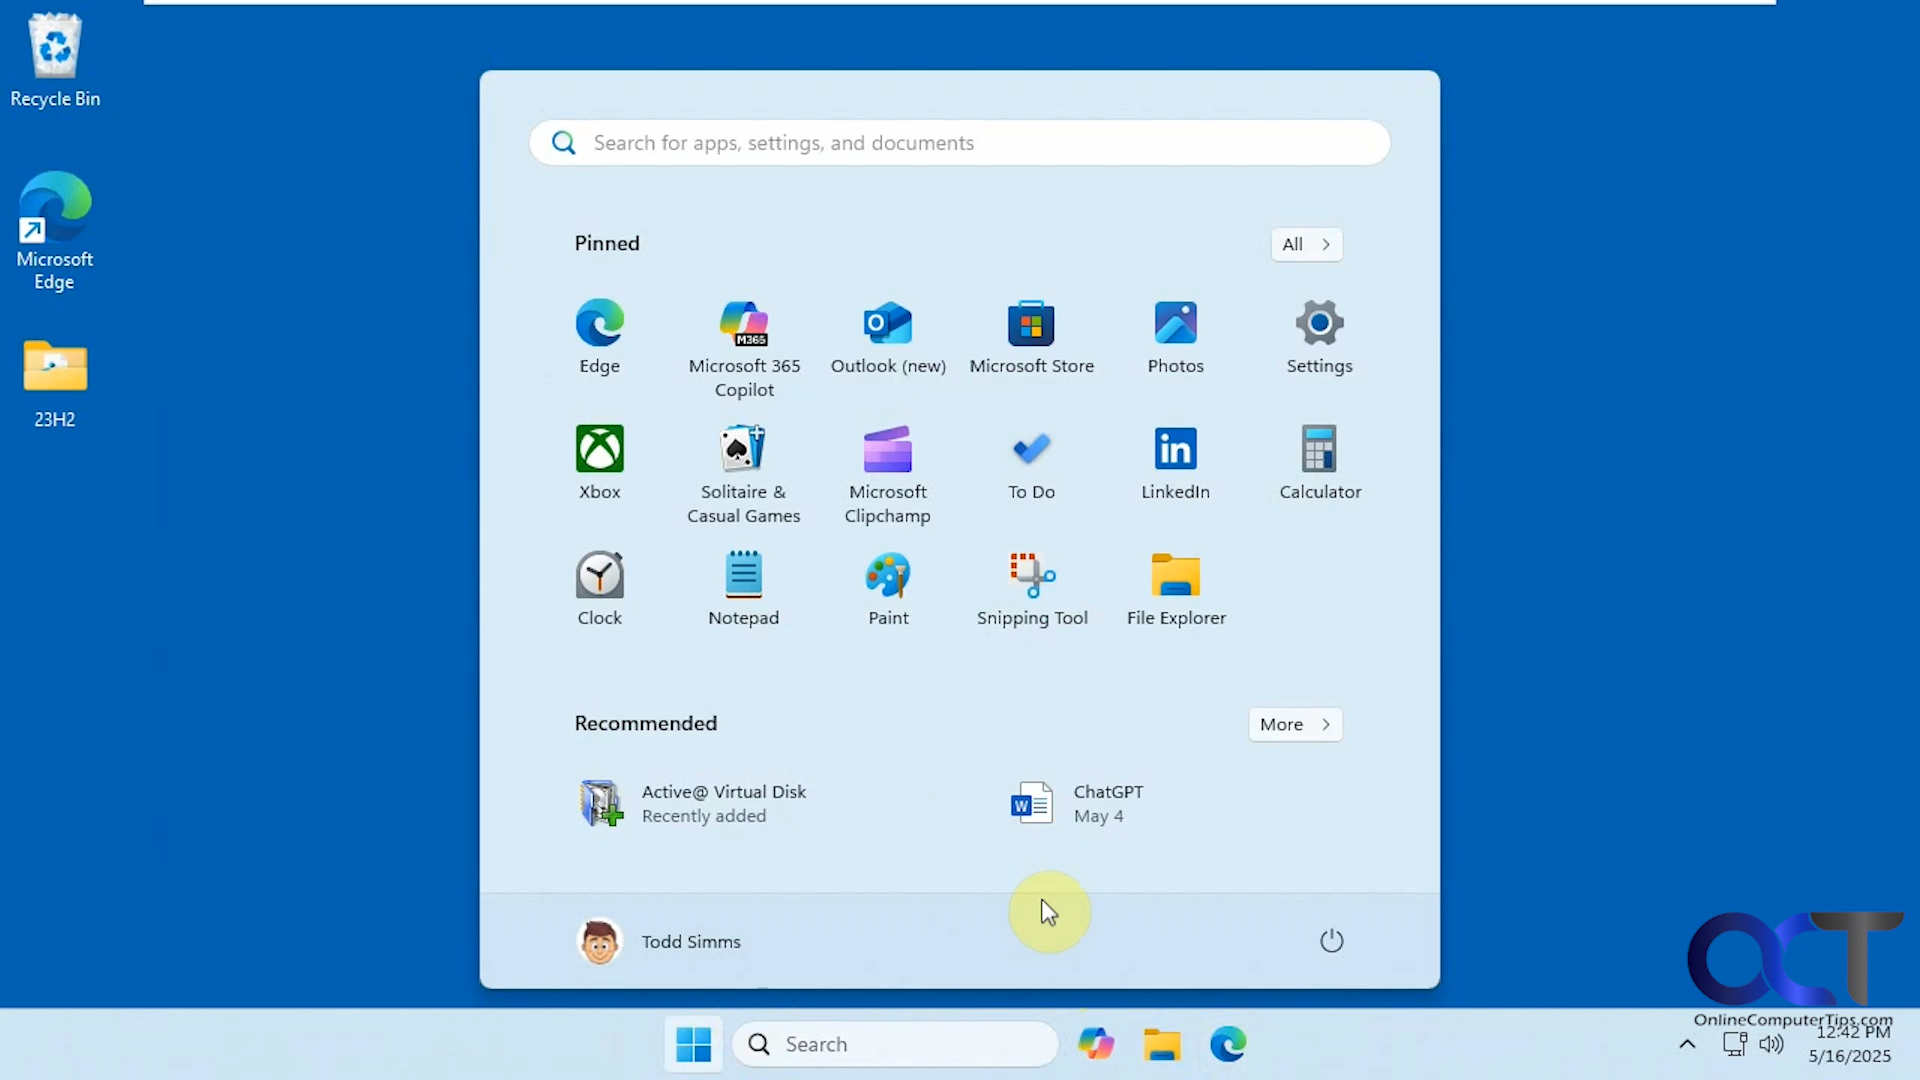 Recycle Bin
Microsoft
Edge
23H2
Search for apps, settings, and documents
Pinned
All
Edge
M365
Microsoft 365
Copilot
Outlook (new)
Microsoft Store
Photos
Settings
Xbox
Solitaire &
Casual Games
Microsoft
Clipchamp
To Do
in
LinkedIn
Calculator
Clock
Notepad
Paint
Snipping Tool
File Explorer
Recommended
More
Active@ Virtual Disk
Recently added
W
ChatGPT
May 4
Todd Simms
OCT
OnlineComputerTips.com
Search
12:42 PM
5/16/2025